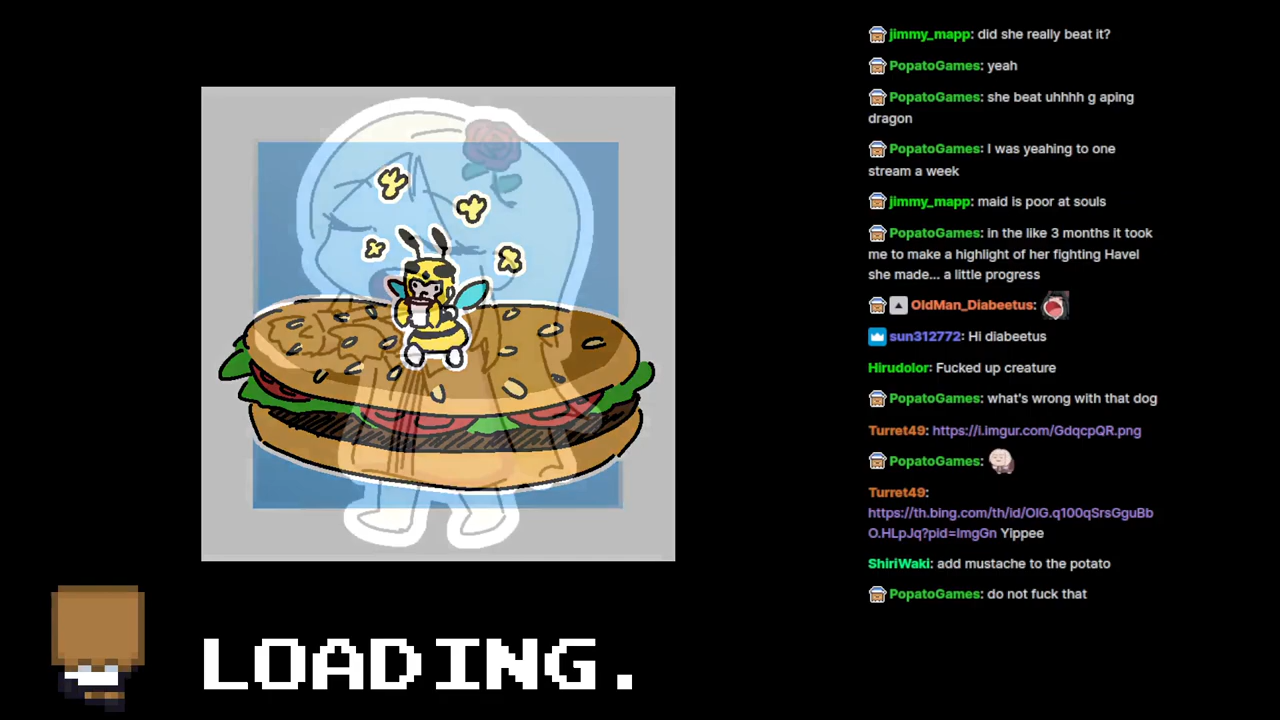 jimmy_mapp: did she really beat it?
PopatoGames: yeah
PopatoGames: she beat uhhhh g aping
dragon
PopatoGames: I was yeahing to one
stream a week
jimmy_mapp: maid is poor at souls
PopatoGames: in the like 3 months it took
me to make a highlight of her fighting Havel
she made... a little progress
OldMan_Diabeetus:
sun312772: Hi diabeetus
Hirudolor: Fucked up creature
PopatoGames: what's wrong with that dog
Turret49: https://i.imgur.com/GdqcpQR.png
PopatoGames:
Turret49:
https://th.bing.com/th/id/OIG.q100qSrsGguBb
O.HLpJq?pid=ImgGn Yippee
ShiriWaki: add mustache to the potato
PopatoGames: do not fuck that
LOADING.